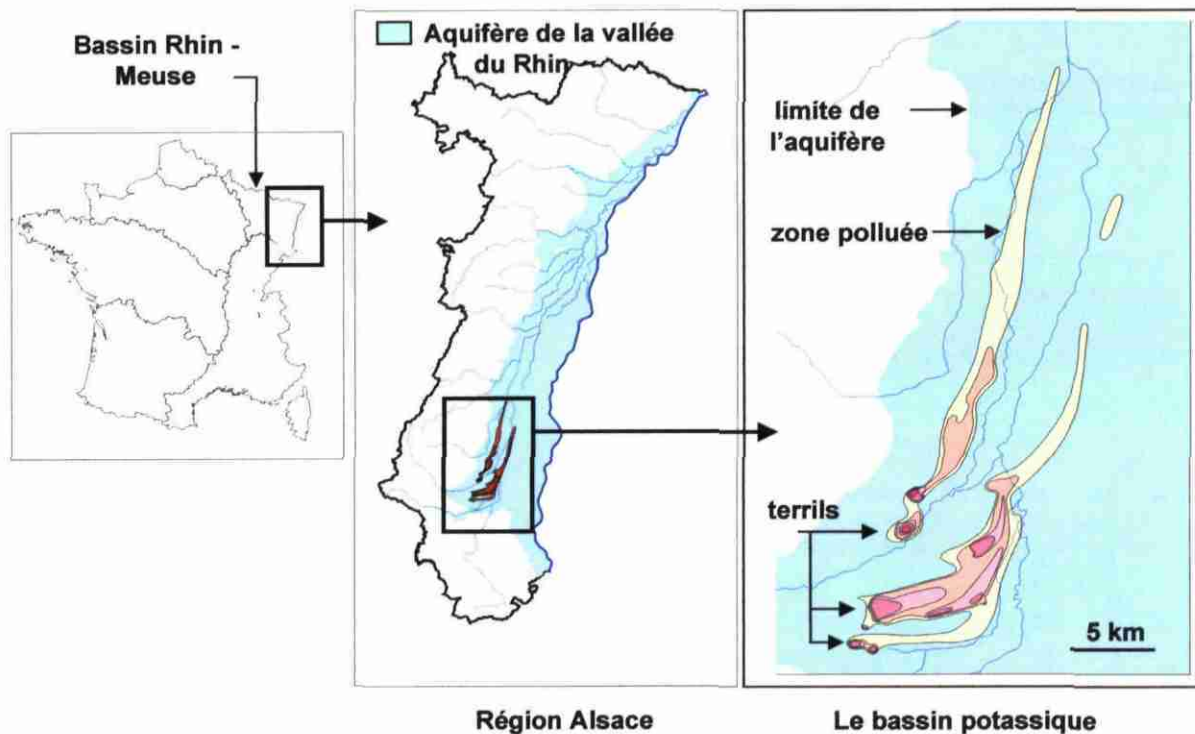 Bassin Rhin -
Meuse
Aquifère de la vallée
du Rhin
limite de
l'aquifère
zone polluée
terrils
5 km
Région Alsace
Le bassin potassique